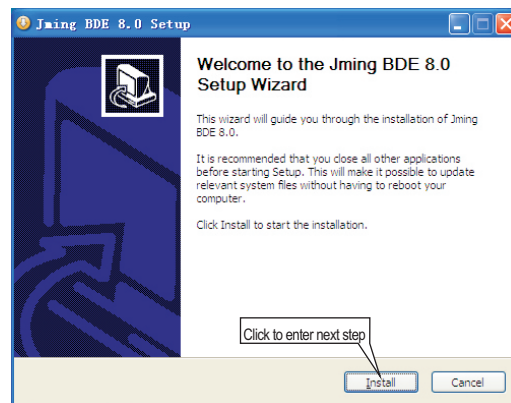 Jming BDE 8.0 Setup
Welcome to the Jming BDE 8.0
Setup Wizard
This wizard will guide you through the installation of Jming
BDE 8.0.
It is recommended that you close all other applications
before starting Setup. This will make it possible to update
relevant system files without having to reboot your
computer.
Click Install to start the installation.
Click to enter next step
Install
Cancel